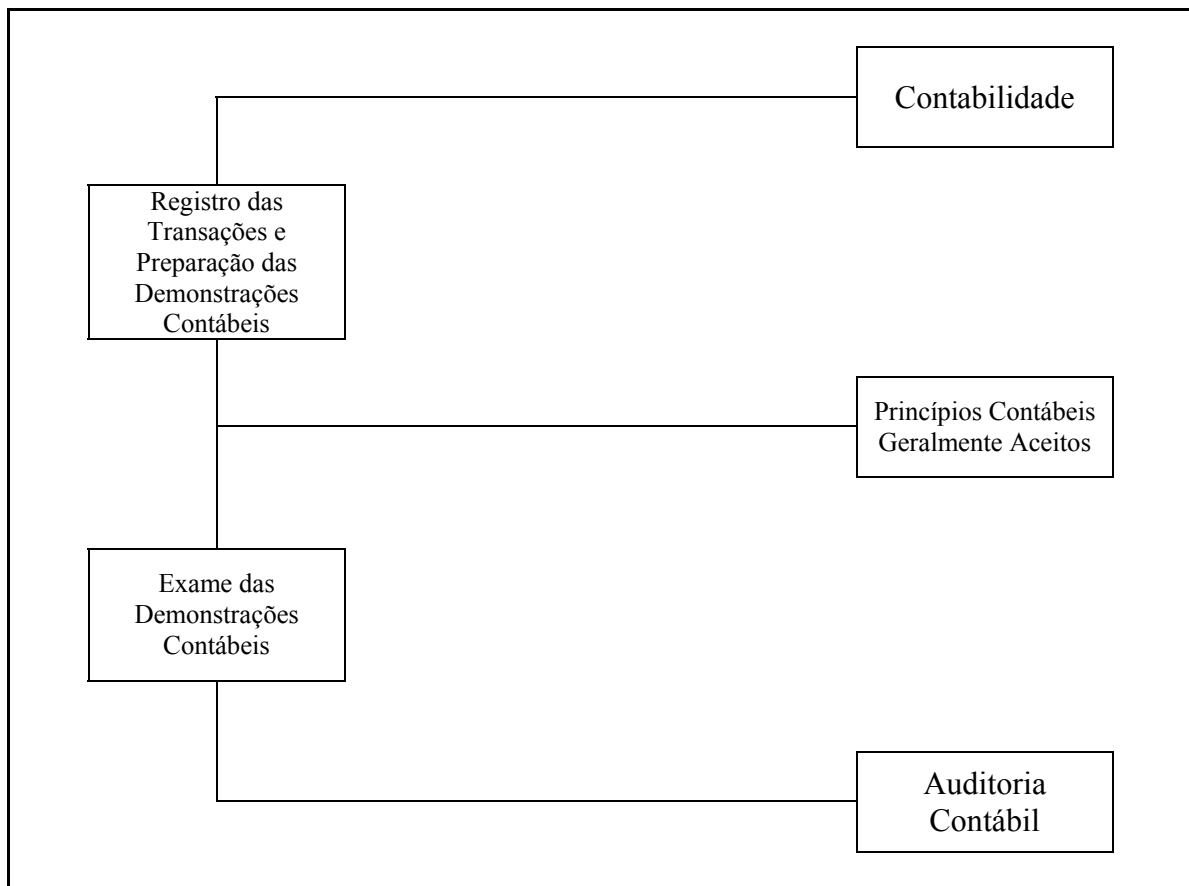 Contabilidade
Registro das
Transações e
Preparação das
Demonstrações
Contábeis
Princípios Contábeis
Geralmente Aceitos
Exame das
Demonstrações
Contábeis
Auditoria
Contábil